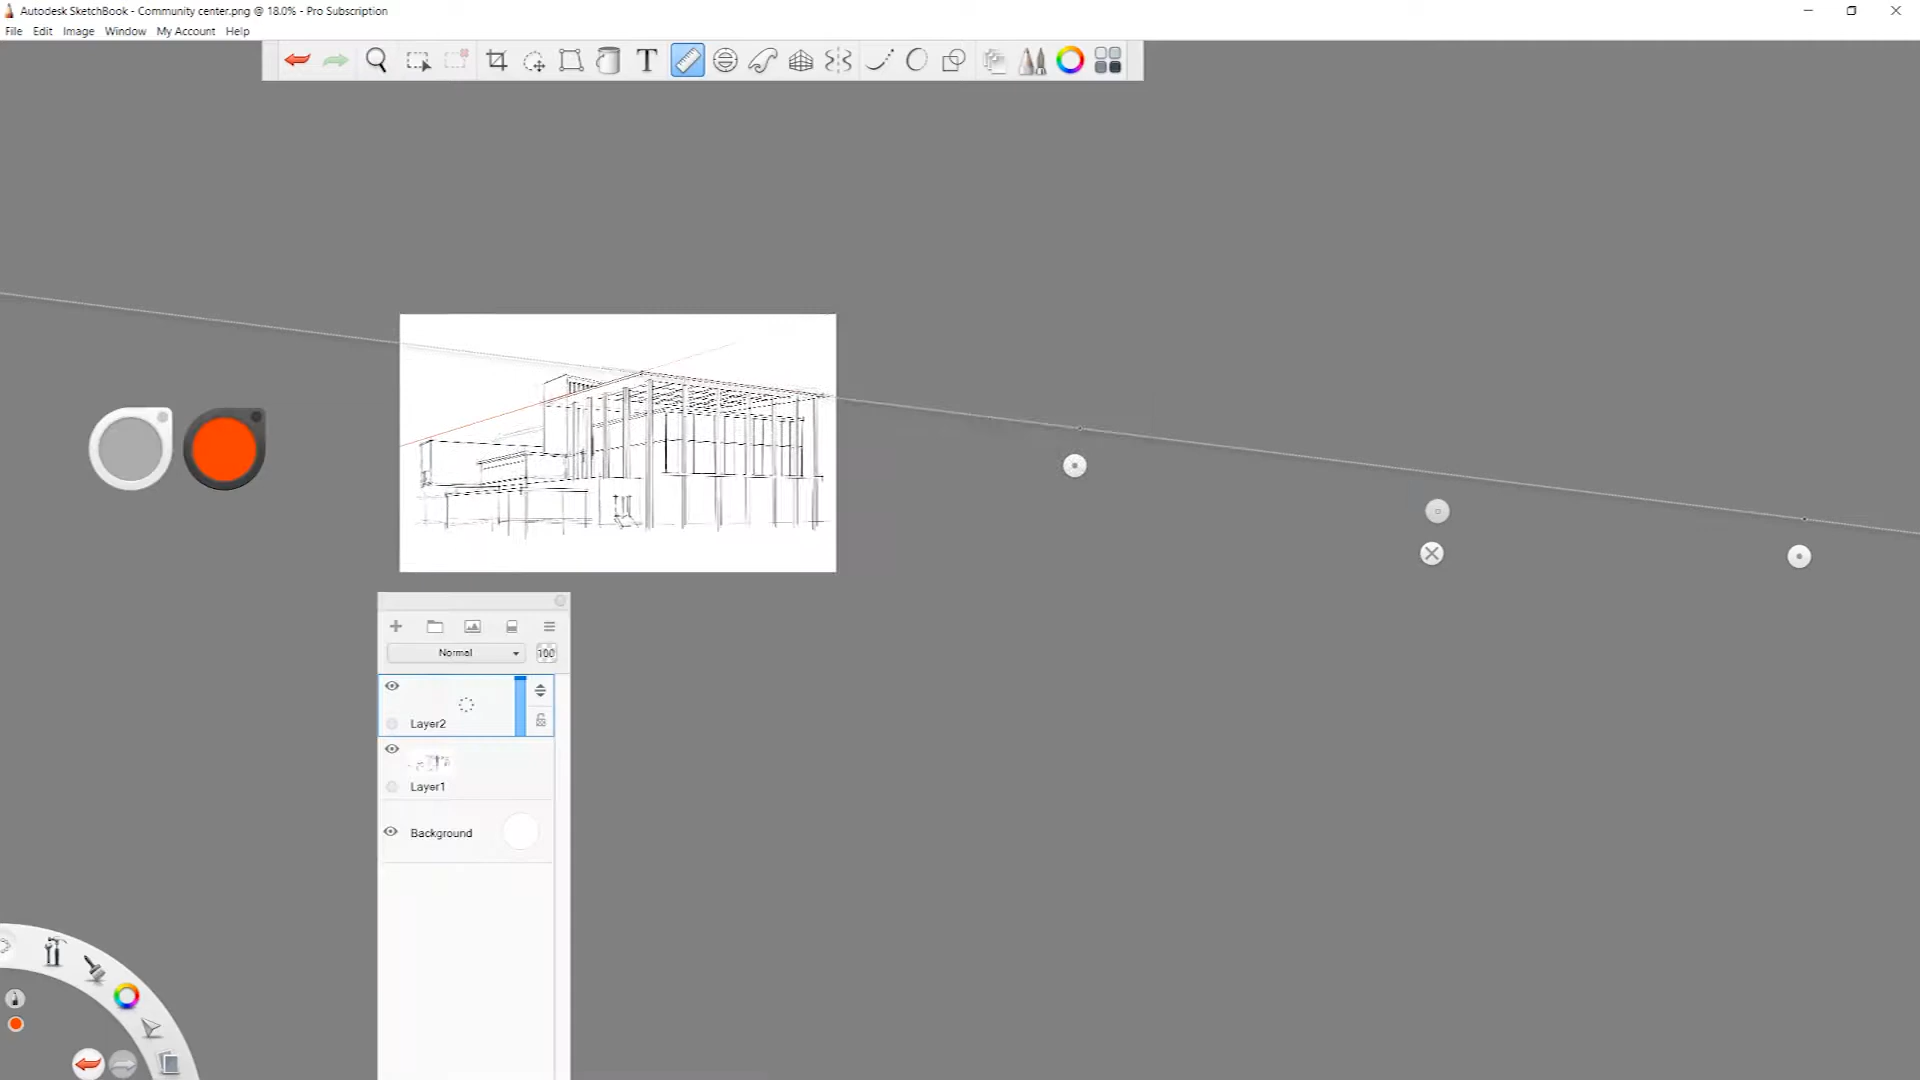 Autodesk SketchBook - Community center.png @ 18.0% - Pro Subscription
File Edit Image Window My Account Help
T
Normal 100
Layer2
Layer1
Background